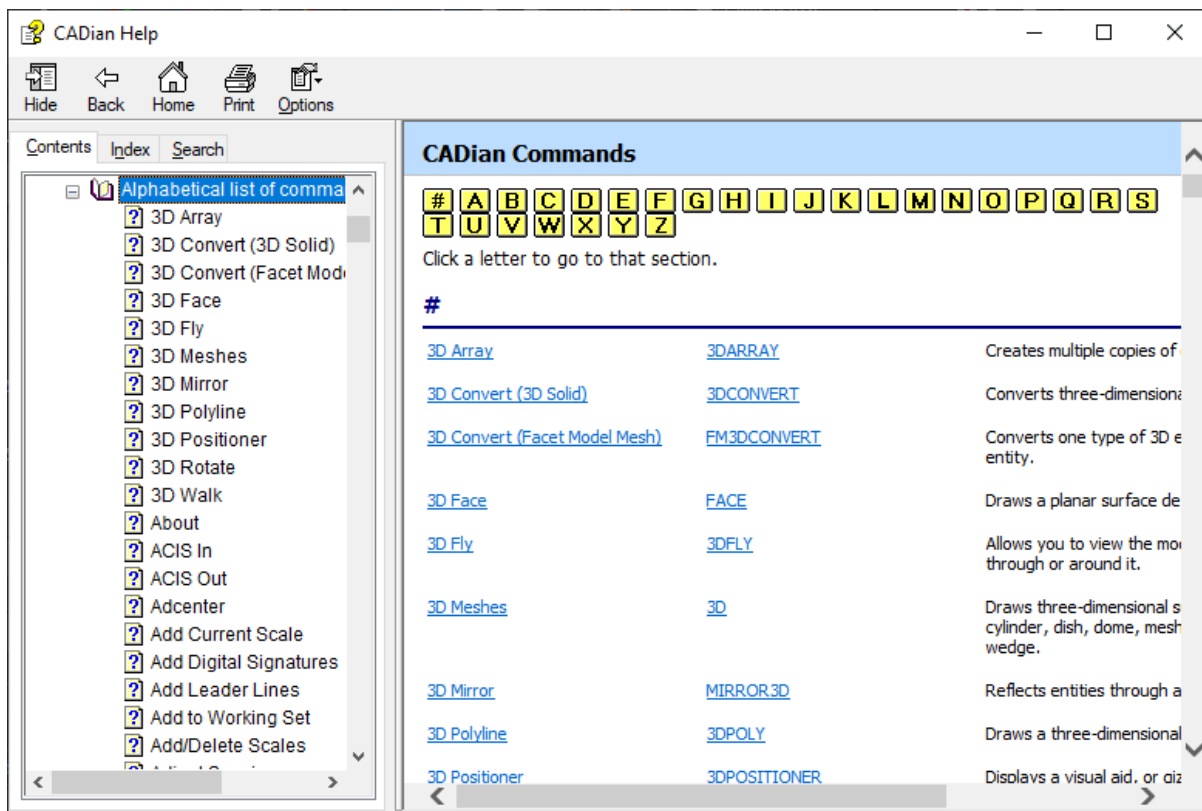 CADian Help
Hide Back Home Print Options
Contents Index Search
Alphabetical list of comma
3D Array
3D Convert (3D Solid)
3D Convert (Facet Mod
3D Face
3D Fly
3D Meshes
3D Mirror
3D Polyline
3D Positioner
3D Rotate
3D Walk
About
ACIS In
ACIS Out
Adcenter
Add Current Scale
Add Digital Signatures
Add Leader Lines
Add to Working Set
Add/Delete Scales
CADian Commands
# A B C D E F G H I J K L M N O P Q R S
T U V W X Y Z
Click a letter to go to that section.
#
3D Array 3DARRAY Creates multiple copies of
3D Convert (3D Solid) 3DCONVERT Converts three-dimensiona
3D Convert (Facet Model Mesh) FM3DCONVERT Converts one type of 3D e
entity.
3D Face FACE Draws a planar surface de
3D Fly 3DFLY Allows you to view the mo
through or around it.
3D Meshes 3D Draws three-dimensional s
cylinder, dish, dome, mesh
wedge.
3D Mirror MIRROR3D Reflects entities through a
3D Polyline 3DPOLY Draws a three-dimensional
3D Positioner 3DPOSITIONER Displays a visual aid, or giz